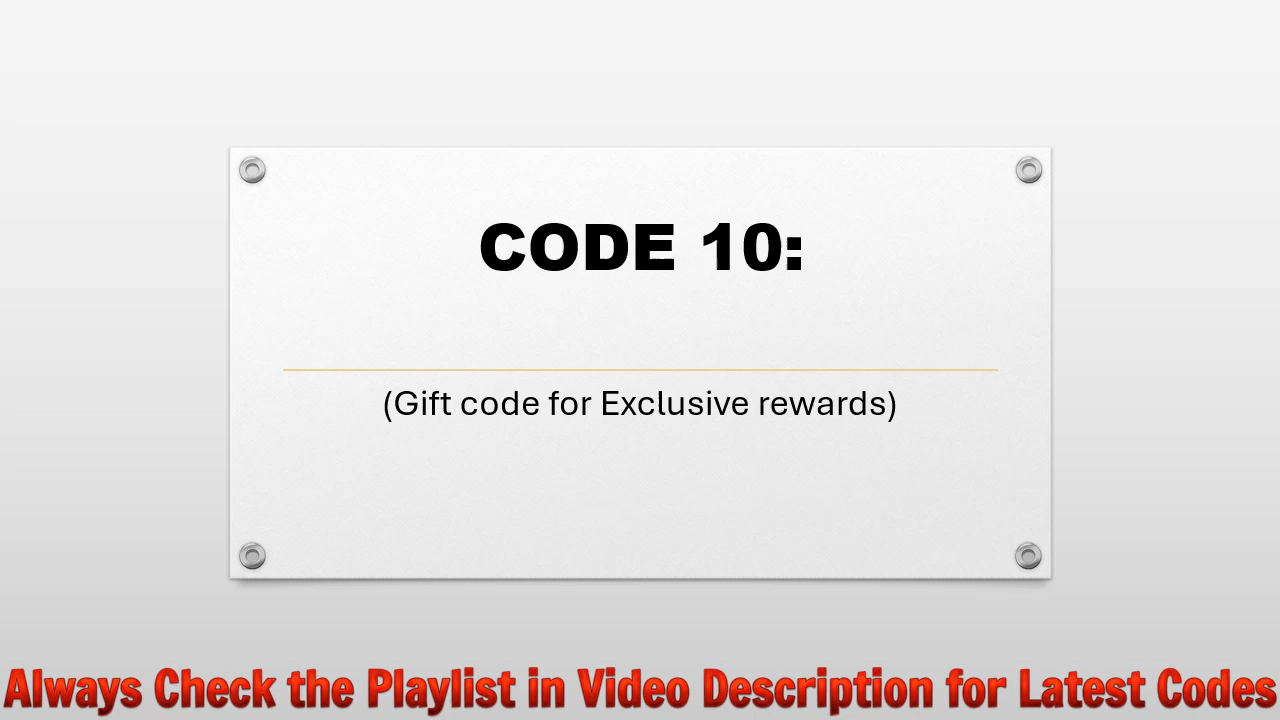 CODE 10:
(Gift code for Exclusive rewards)
Always Check the Playlist in Video Description for Latest Codes